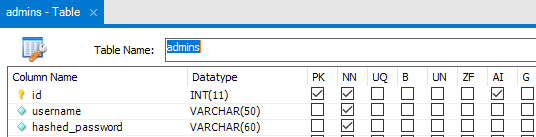 admins - Table
Table Name: admins
Column Name Datatype PK NN UQ B UN ZF AI G
id INT(11)
username VARCHAR(50)
hashed_password VARCHAR(60)